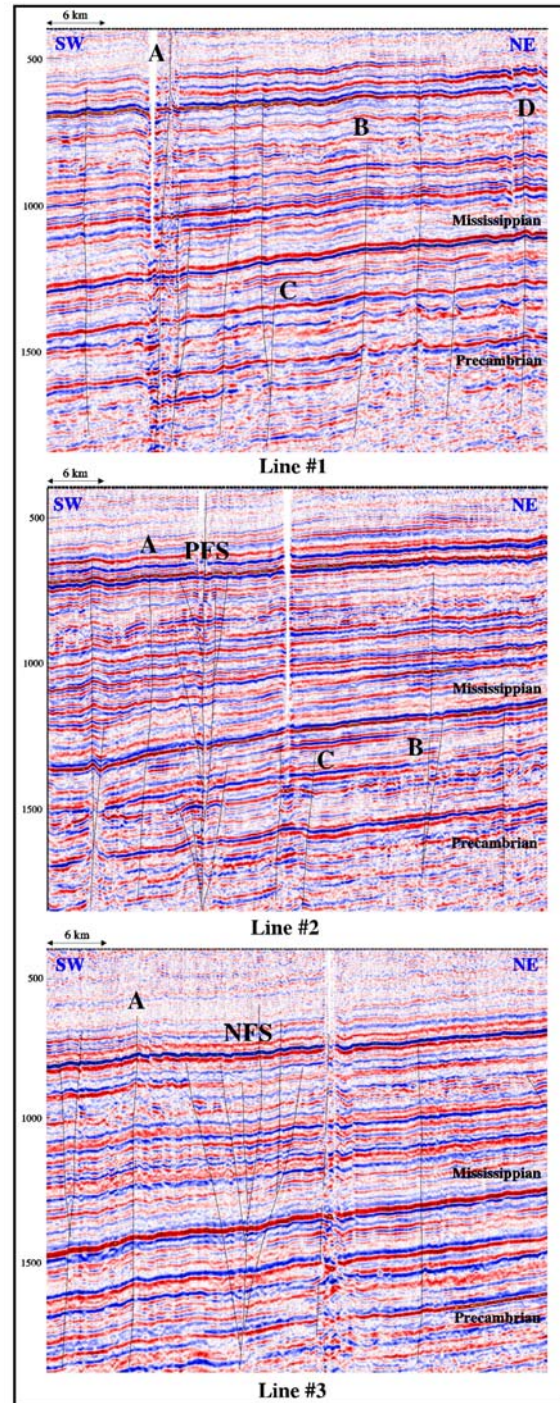 6 km
SW A NE
500
B D
1000
Mississippian
C
1500
Precambrian
Line #1
6 km
SW NE
500
A PFS
1000
Mississippian
C B
1500
Precambrian
Line #2
6 km
SW NE
500
A
NFS
1000
Mississippian
1500
Precambrian
Line #3